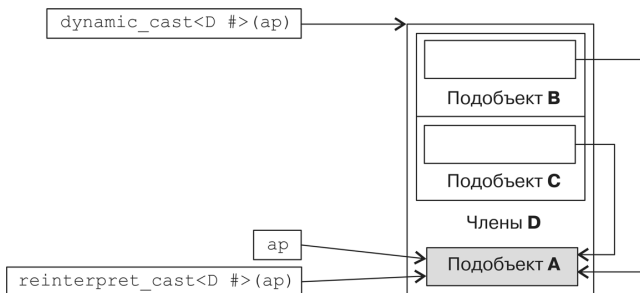 dynamic_cast<D #>(ap)
Подобъект B
Подобъект C
Члены D
ap
Подобъект A
reinterpret_cast<D #>(ap)